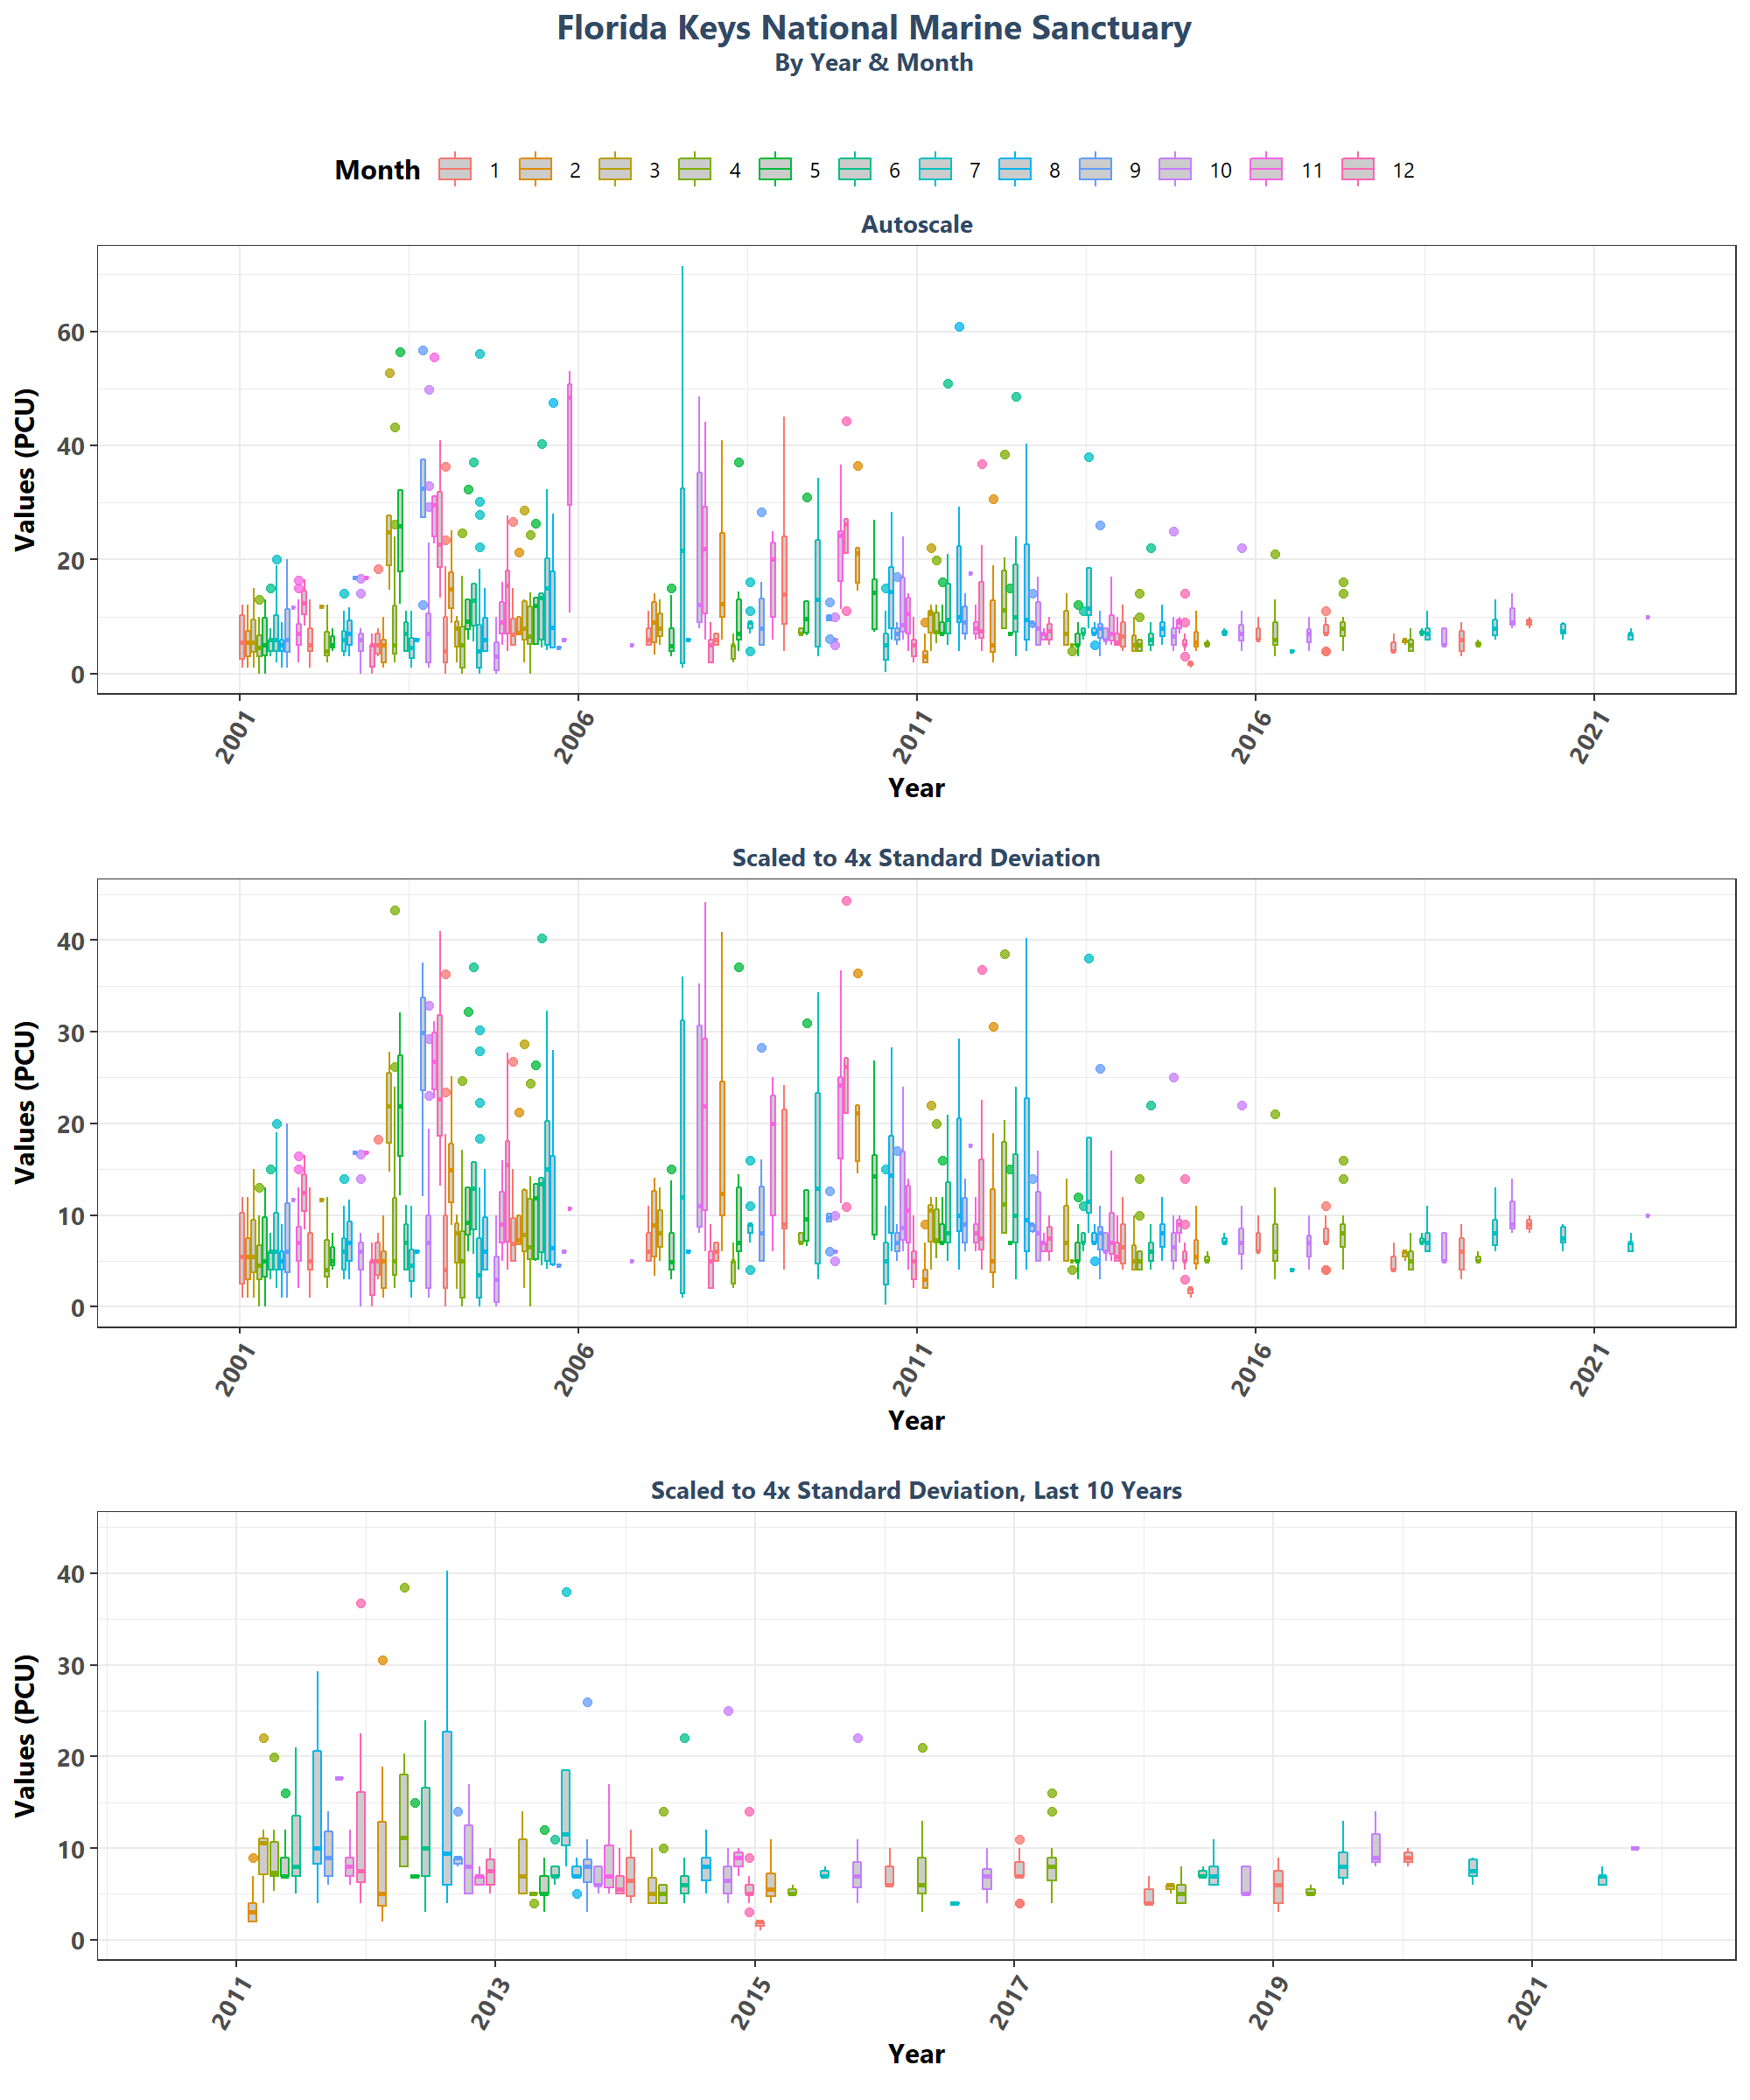 Florida Keys National Marine Sanctuary
By Year & Month
Month 1 2 3 4 5 6 7 8 9 10 11 12
Autoscale
Values (PCU)
60
40
20
0
2001 2006 2011 2016 2021
Year
Scaled to 4x Standard Deviation
Values (PCU)
40
30
20
10
0
2001 2006 2011 2016 2021
Year
Scaled to 4x Standard Deviation, Last 10 Years
Values (PCU)
40
30
20
10
0
2011 2013 2015 2017 2019 2021
Year